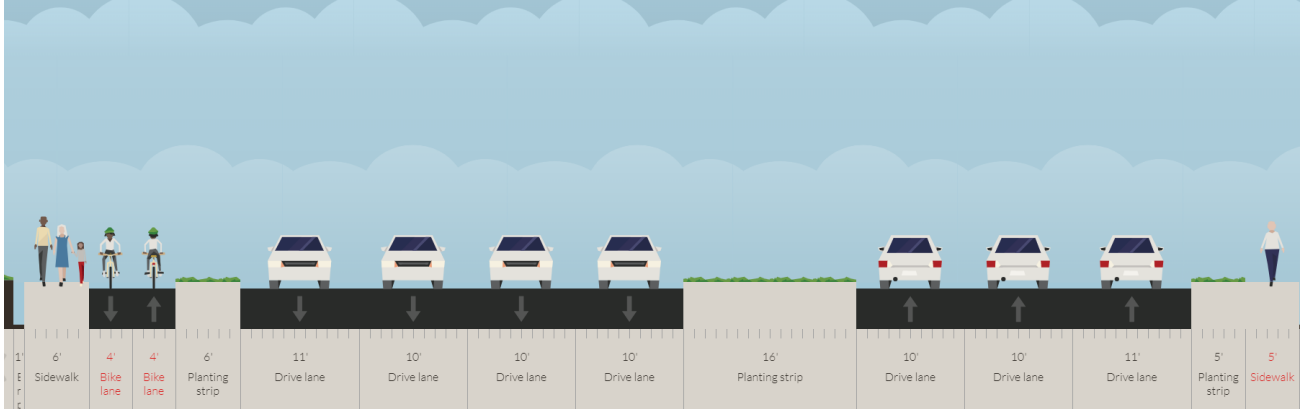 1' 6' 4' 4' 6' 11' 10' 10' 10' 16' 10' 10' 11' 5' 5'
Sidewalk Bike Bike Planting Drive lane Drive lane Drive lane Drive lane Planting strip Drive lane Drive lane Drive lane Planting Sidewalk
lane lane strip strip